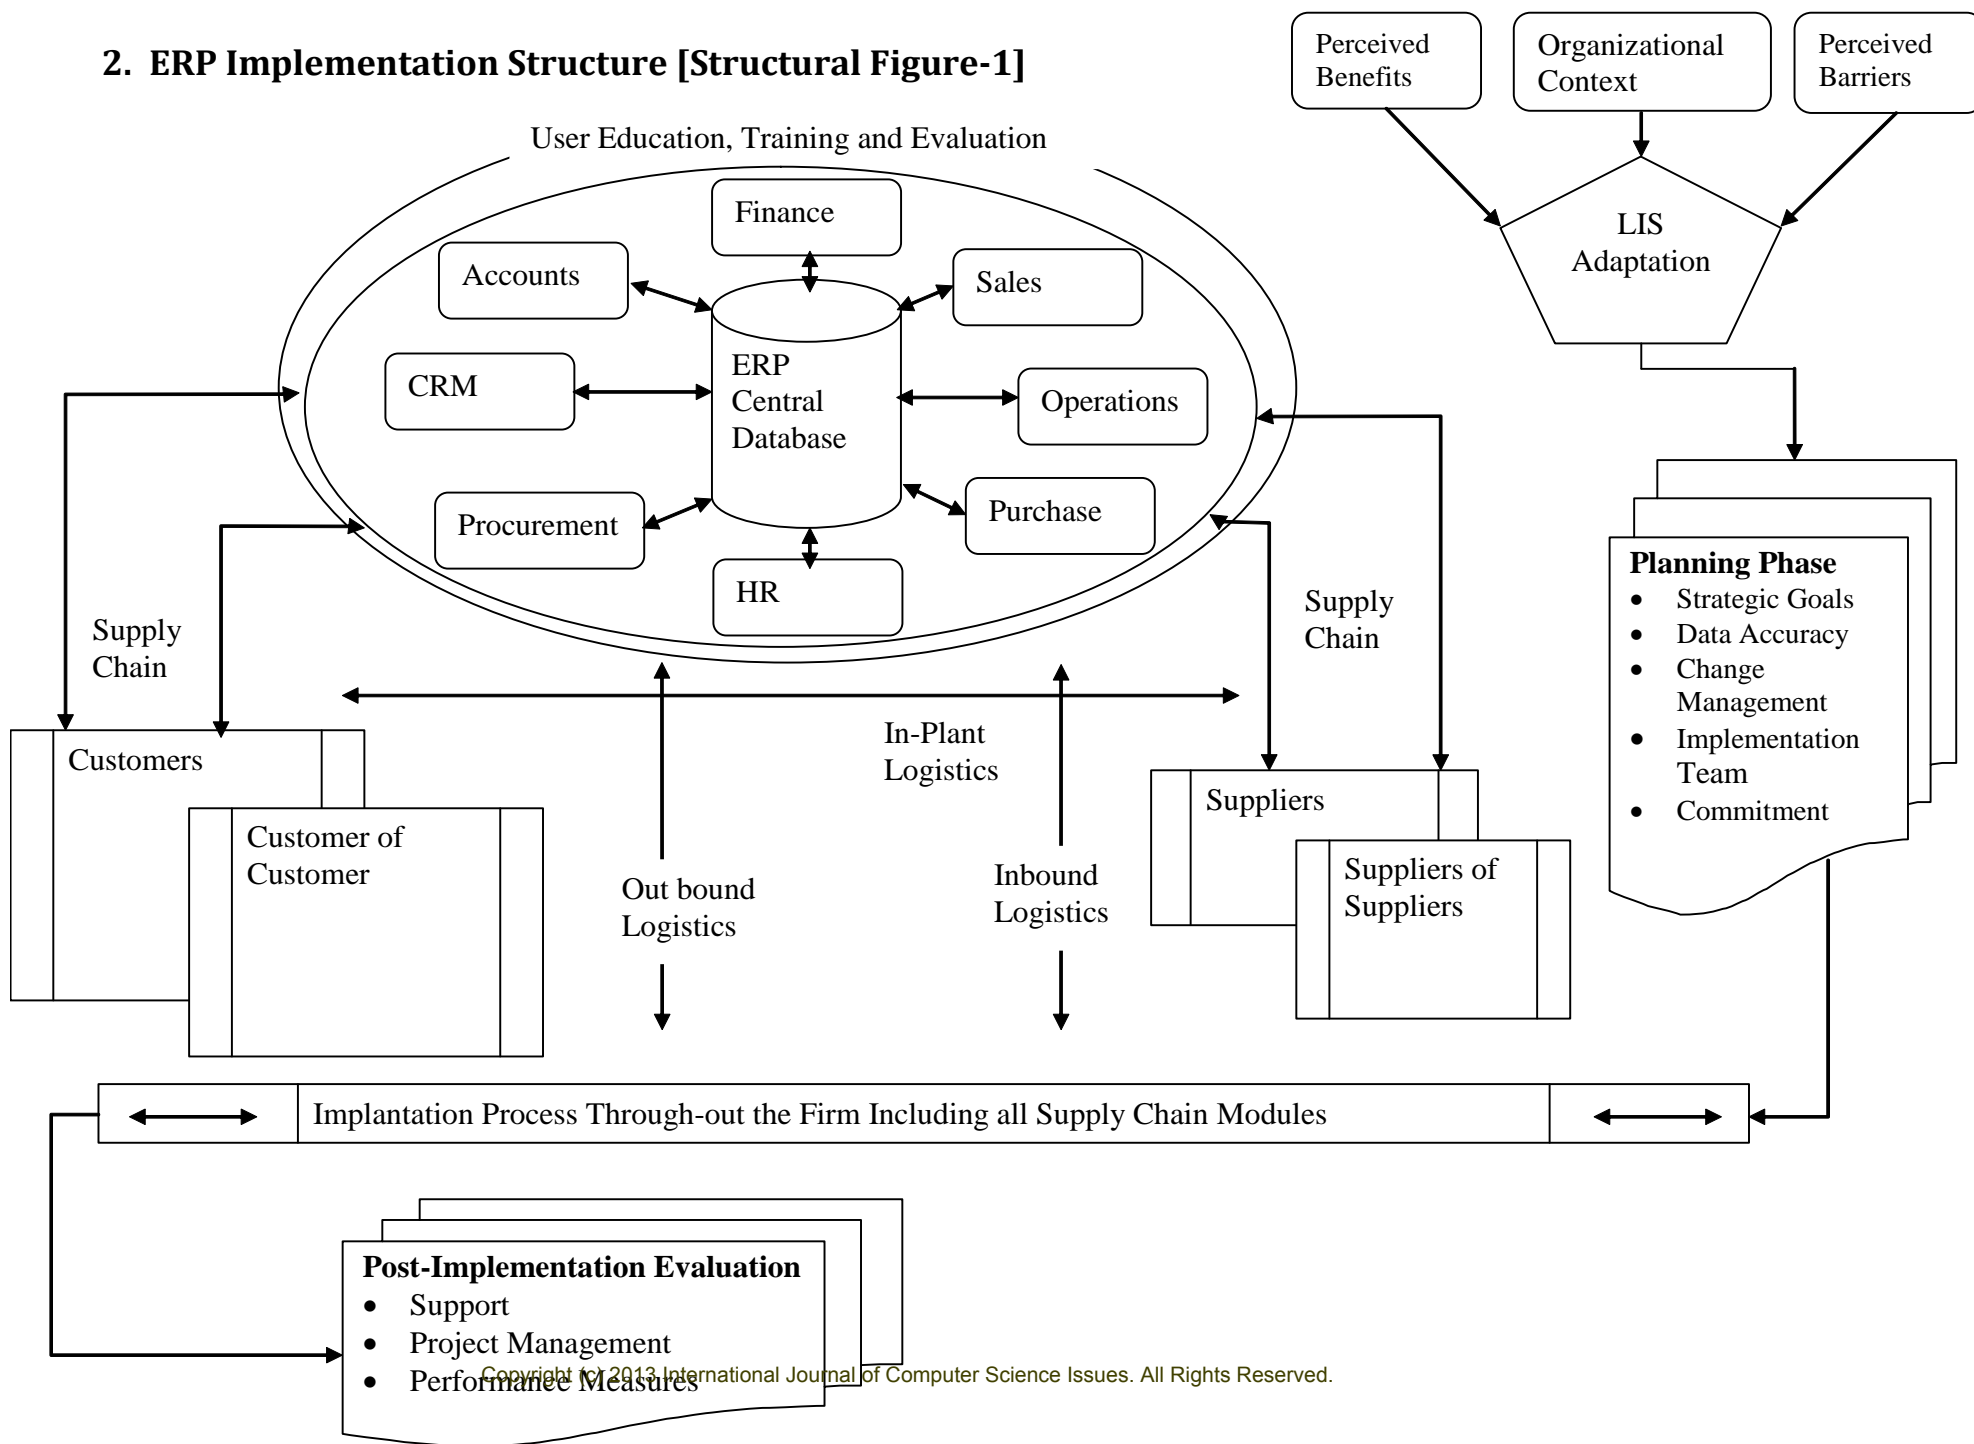 2. ERP Implementation Structure [Structural Figure-1]
Perceived
Benefits
Organizational
Context
Perceived
Barriers
User Education, Training and Evaluation
LIS
Adaptation
Finance
Accounts
Sales
CRM
ERP
Central
Database
Operations
Procurement
Purchase
HR
Supply
Chain
Supply
Chain
Planning Phase
• Strategic Goals
• Data Accuracy
• Change
Management
• Implementation
Team
• Commitment
In-Plant
Logistics
Customers
Customer of
Customer
Out bound
Logistics
Inbound
Logistics
Suppliers
Suppliers of
Suppliers
Implantation Process Through-out the Firm Including all Supply Chain Modules
Post-Implementation Evaluation
• Support
• Project Management
• Performance Measures
Copyright (c) 2013 International Journal of Computer Science Issues. All Rights Reserved.